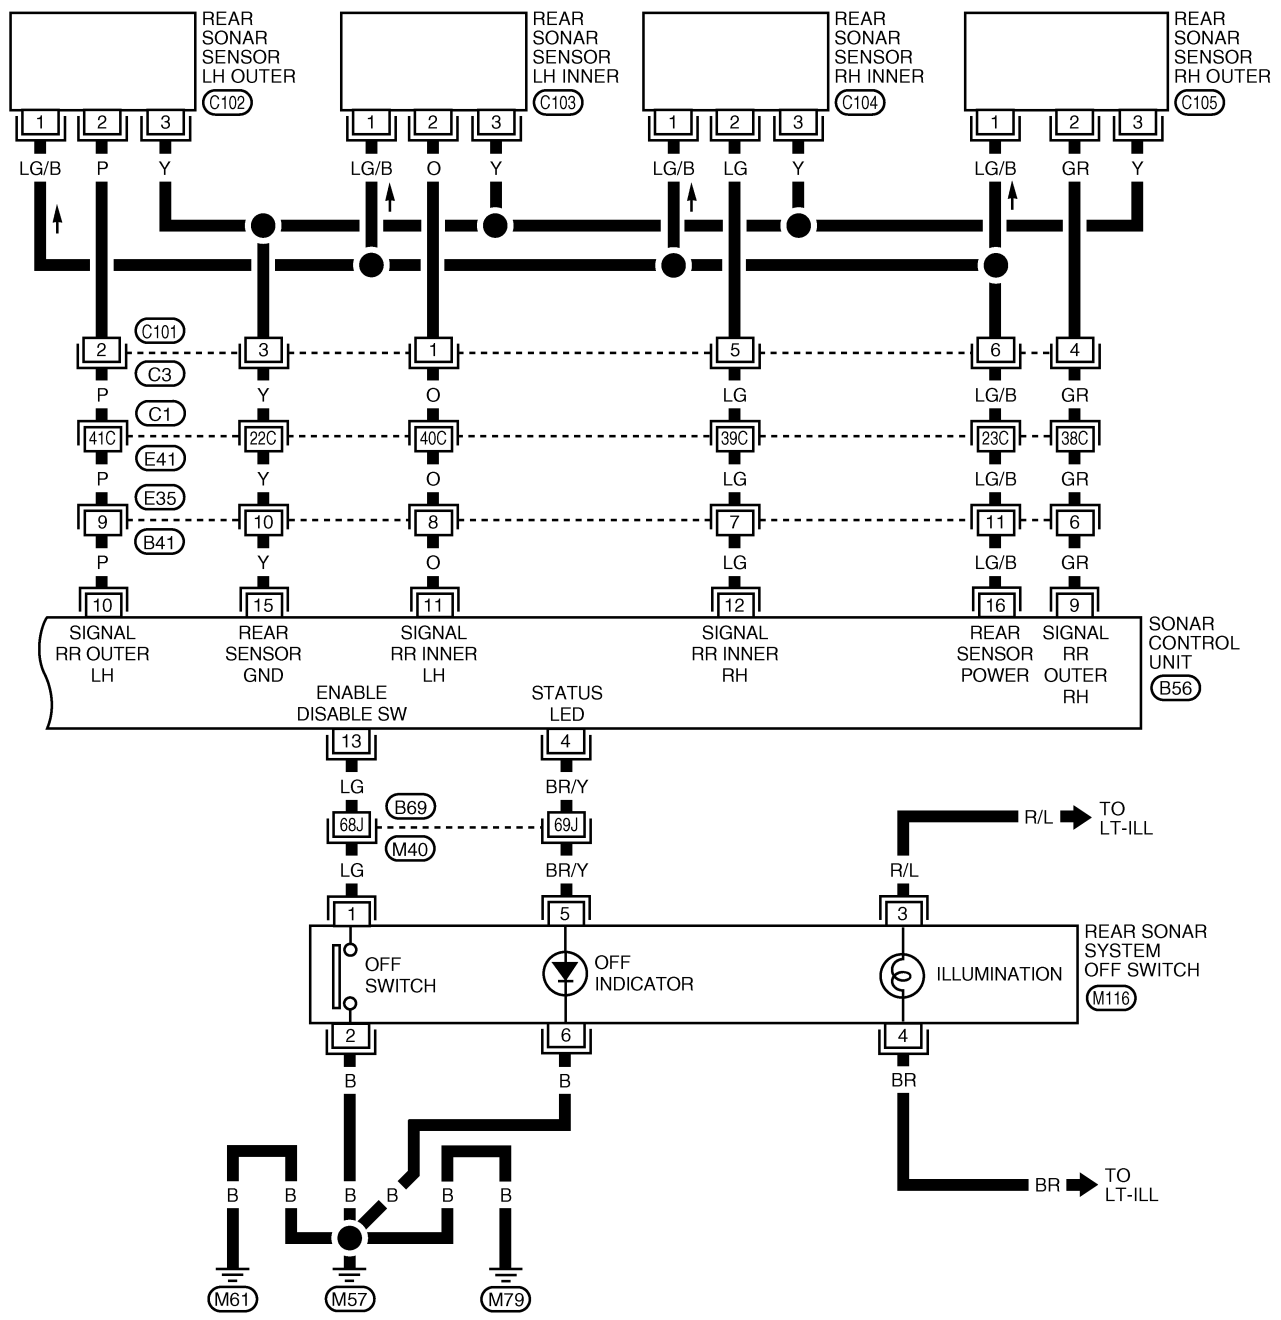 REAR
SONAR
SENSOR
LH OUTER
C102
REAR
SONAR
SENSOR
LH INNER
C103
REAR
SONAR
SENSOR
RH INNER
C104
REAR
SONAR
SENSOR
RH OUTER
C105
1 2 3 1 2 3 1 2 3 1 2 3
LG/B P Y LG/B O Y LG/B LG Y LG/B GR Y
C101
2 3 1 5 6 4
C3
P Y O LG LG/B GR
C1
41C 22C 40C 39C 23C 38C
E41
P Y O LG LG/B GR
E35
9 10 8 7 11 6
B41
P Y O LG LG/B GR
10 15 11 12 16 9
SIGNAL
RR OUTER
LH
REAR
SENSOR
GND
SIGNAL
RR INNER
LH
SIGNAL
RR INNER
RH
REAR
SENSOR
POWER
SIGNAL
RR
OUTER
RH
SONAR
CONTROL
UNIT
B56
ENABLE
DISABLE SW
STATUS
LED
13 4
LG BR/Y
B69
68J 69J
M40
LG BR/Y
R/L
TO
LT-ILL
R/L
1 5 3
OFF
SWITCH
OFF
INDICATOR
ILLUMINATION
REAR SONAR
SYSTEM
OFF SWITCH
M116
2 6 4
B B BR
B B B B B B
BR
TO
LT-ILL
M61 M57 M79